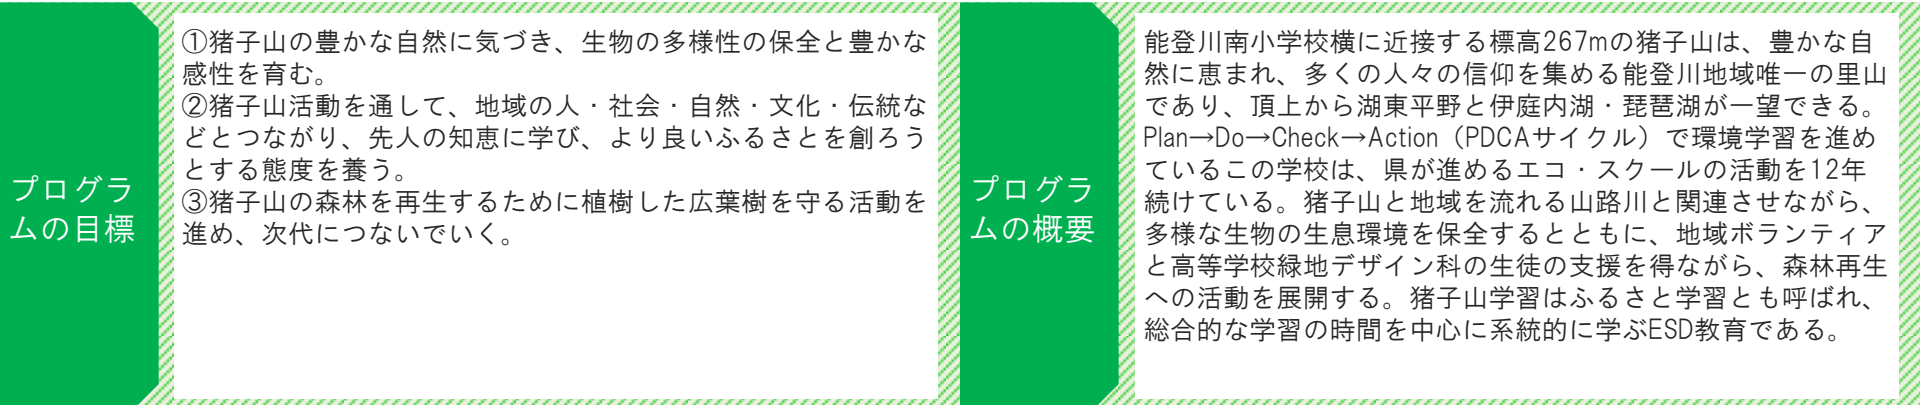 プログラ
ムの目標
①猪子山の豊かな自然に気づき、生物の多様性の保全と豊かな
感性を育む。
②猪子山活動を通して、地域の人・社会・自然・文化・伝統な
どとつながり、先人の知恵に学び、より良いふるさとを創ろう
とする態度を養う。
③猪子山の森林を再生するために植樹した広葉樹を守る活動を
進め、次代につないでいく。
プログラ
ムの概要
能登川南小学校横に近接する標高267mの猪子山は、豊かな自
然に恵まれ、多くの人々の信仰を集める能登川地域唯一の里山
であり、頂上から湖東平野と伊庭内湖・琵琶湖が一望できる。
Plan→Do→Check→Action（PDCAサイクル）で環境学習を進め
ているこの学校は、県が進めるエコ・スクールの活動を12年
続けている。猪子山と地域を流れる山路川と関連させながら、
多様な生物の生息環境を保全するとともに、地域ボランティア
と高等学校緑地デザイン科の生徒の支援を得ながら、森林再生
への活動を展開する。猪子山学習はふるさと学習とも呼ばれ、
総合的な学習の時間を中心に系統的に学ぶESD教育である。